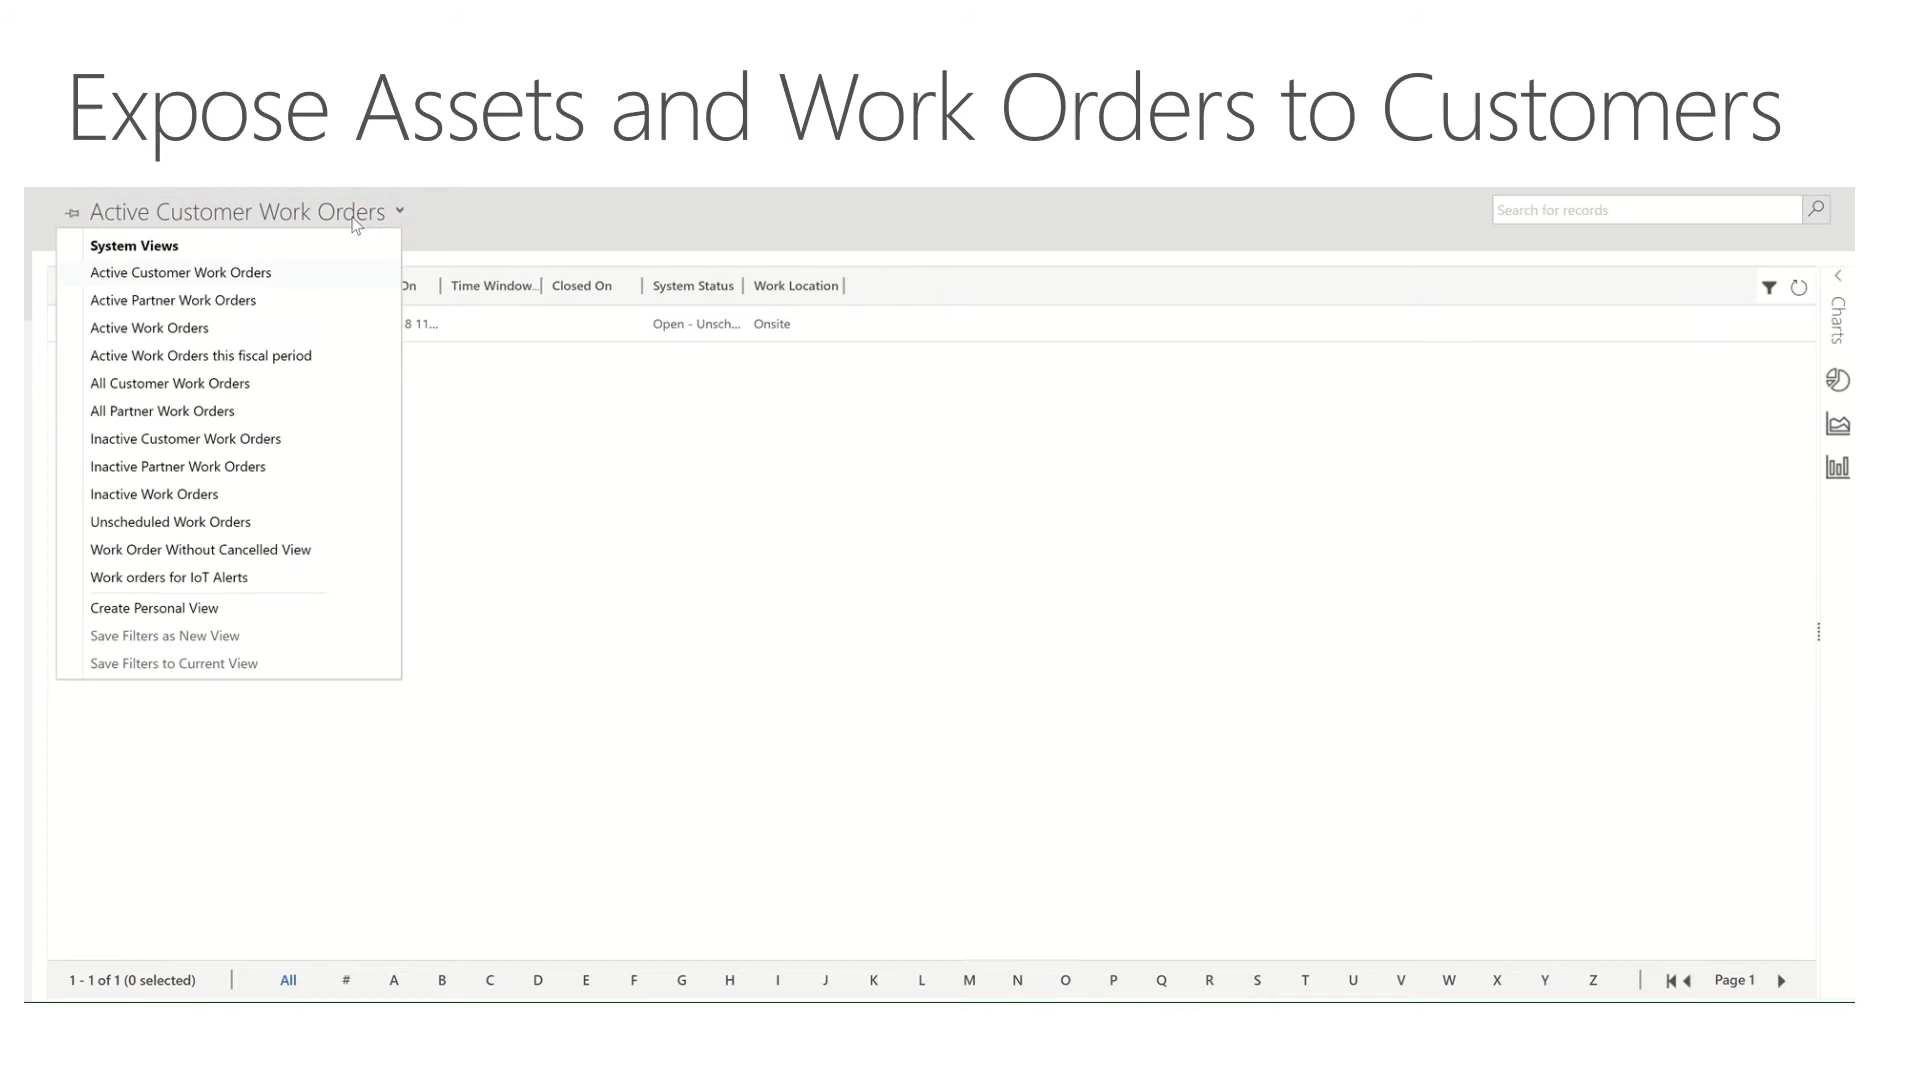 Expose Assets and Work Orders to Customers
Active Customer Work Orders
Search for records
System Views
Active Customer Work Orders
Active Partner Work Orders
Active Work Orders
Active Work Orders this fiscal period
All Customer Work Orders
All Partner Work Orders
Inactive Customer Work Orders
Inactive Partner Work Orders
Inactive Work Orders
Unscheduled Work Orders
Work Order Without Cancelled View
Work orders for IoT Alerts
Create Personal View
Save Filters as New View
Save Filters to Current View
On Time Window... Closed On System Status Work Location
8 11... Open - Unsch... Onsite
Charts
1 - 1 of 1 (0 selected) All # A B C D E F G H I J K L M N O P Q R S T U V W X Y Z Page 1